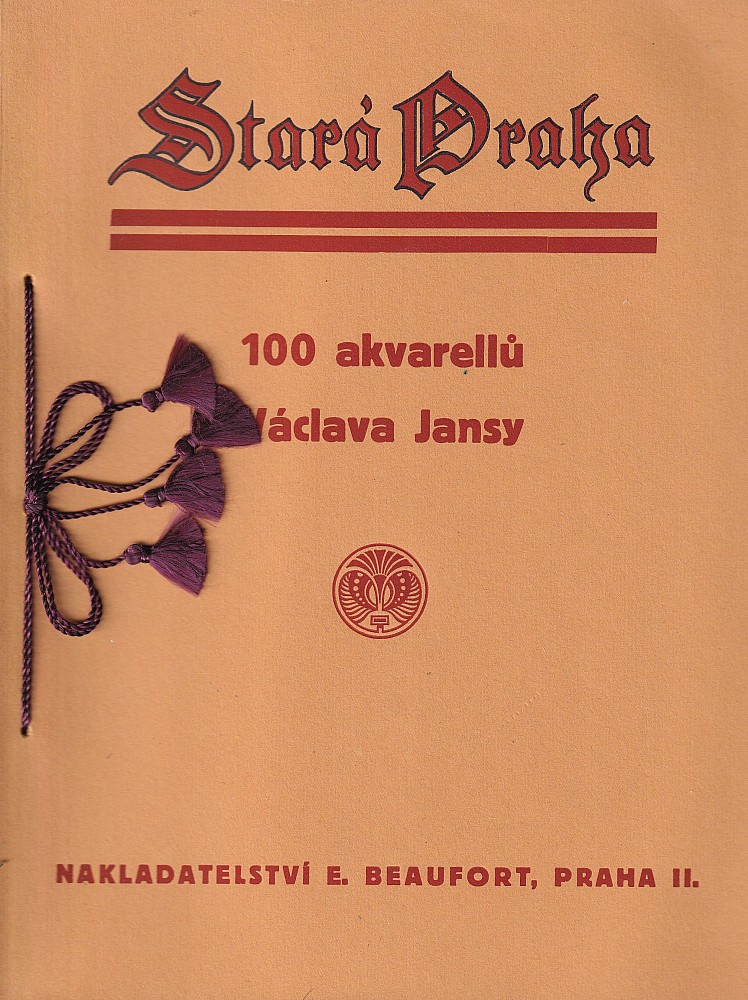 Stará Praha
100 akvarellů
Václava Jansy
NAKLADATELSTVÍ E. BEAUFORT, PRAHA II.